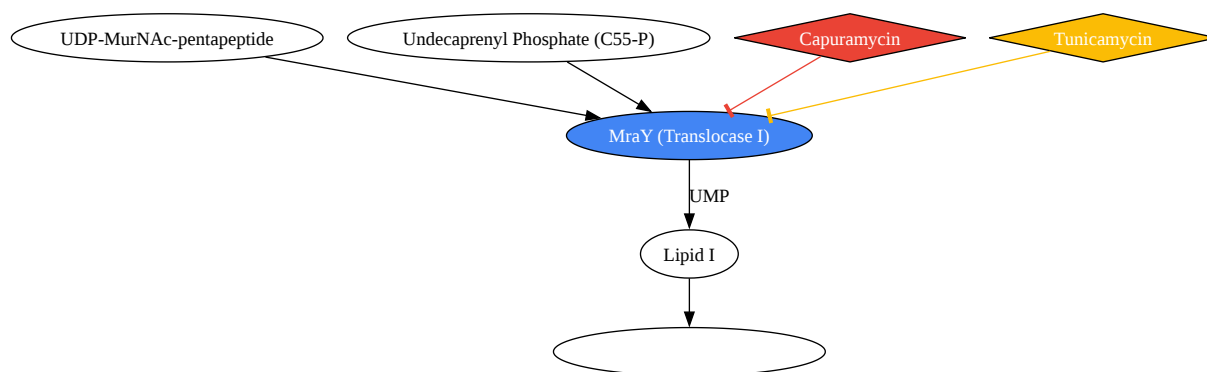 UDP-MurNAc-pentapeptide
Undecaprenyl Phosphate (C55-P)
Capuramycin
Tunicamycin
MraY (Translocase I)
UMP
Lipid I